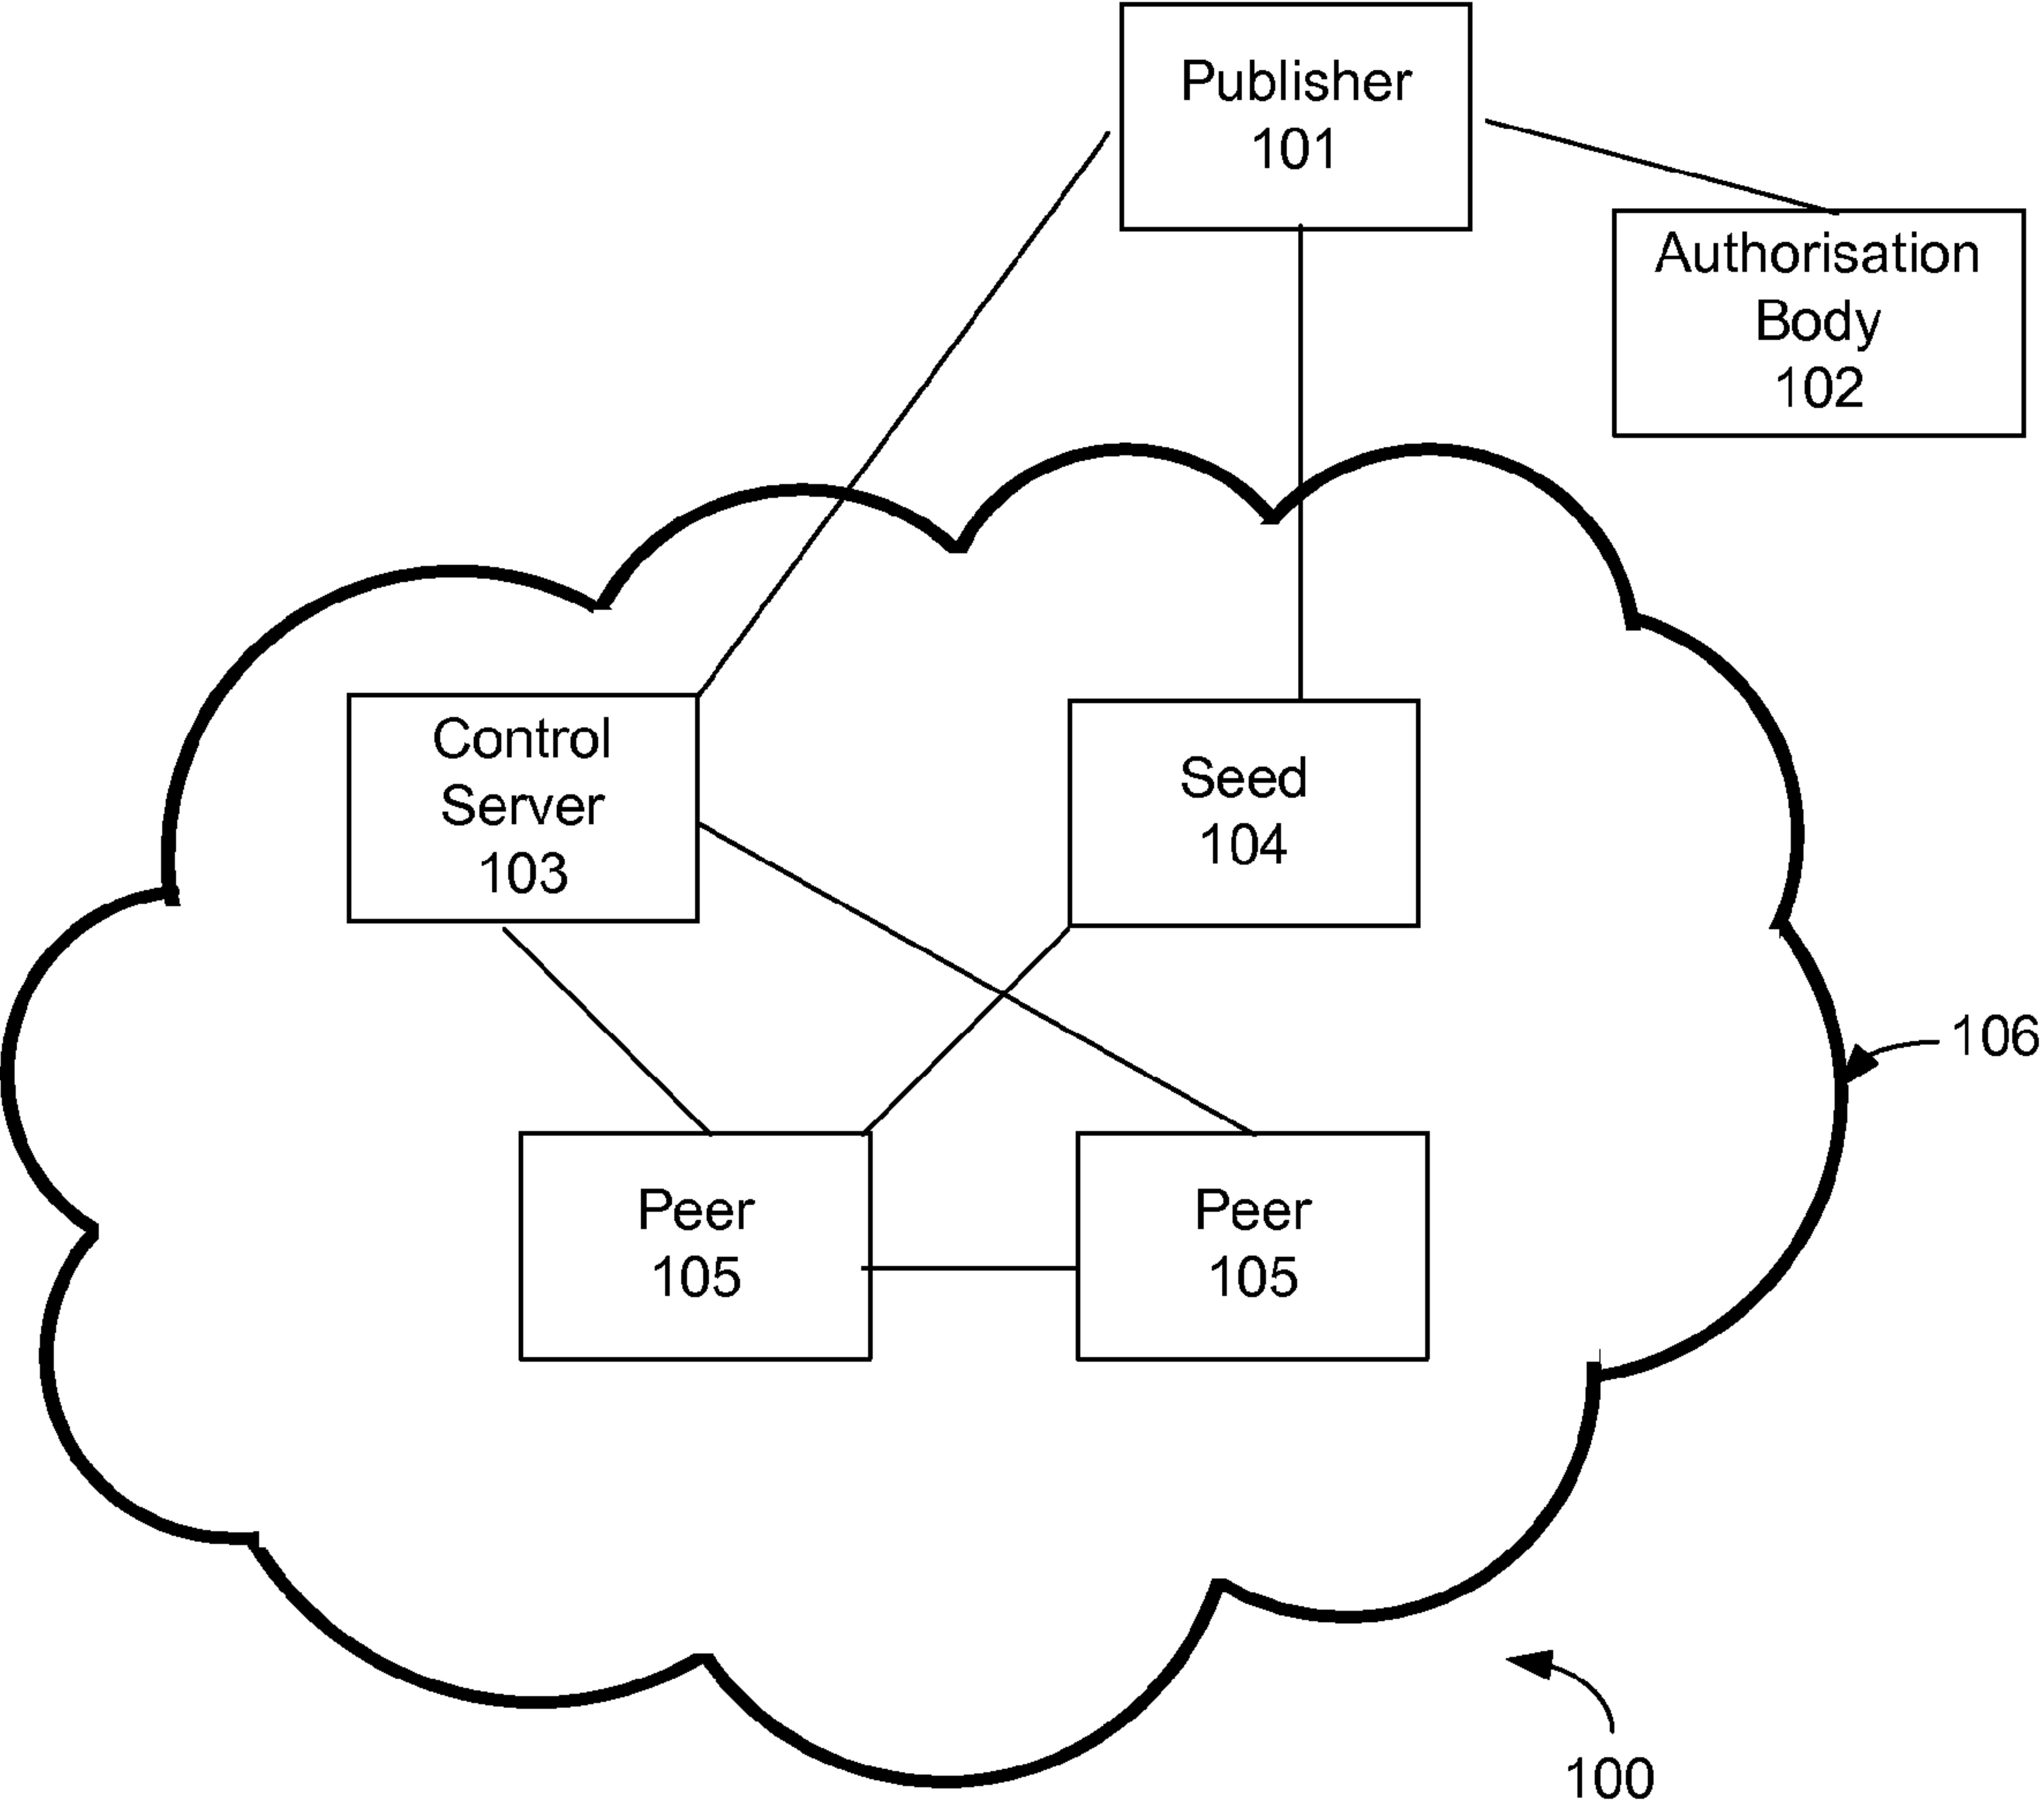 Publisher
101
Authorisation
Body
102
Control
Server
103
Seed
104
106
Peer
105
Peer
105
100